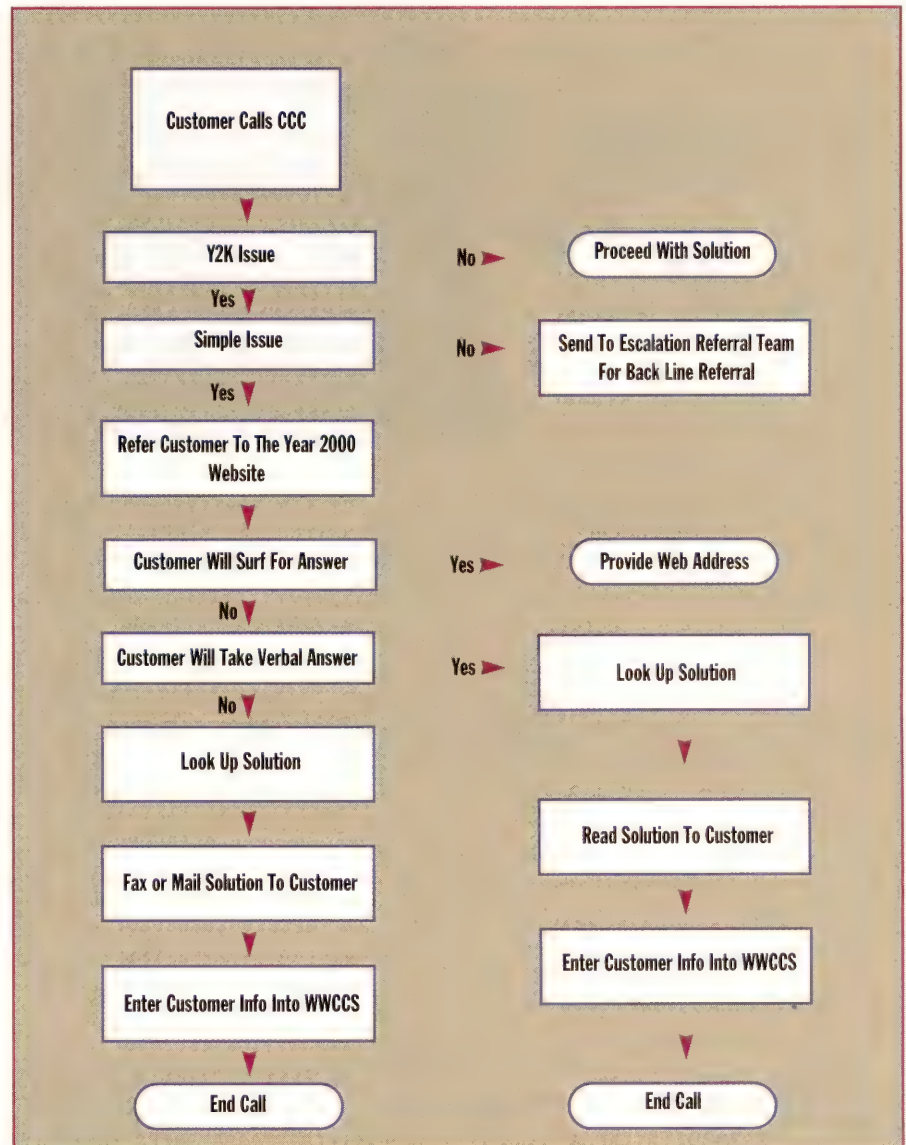 Customer Calls CCC
Y2K Issue
No
Proceed With Solution
Yes
Simple Issue
No
Send To Escalation Referral Team
For Back Line Referral
Yes
Refer Customer To The Year 2000
Website
Customer Will Surf For Answer
Yes
Provide Web Address
No
Customer Will Take Verbal Answer
Yes
Look Up Solution
No
Look Up Solution
Read Solution To Customer
Fax or Mail Solution To Customer
Enter Customer Info Into WWCCS
Enter Customer Info Into WWCCS
End Call
End Call